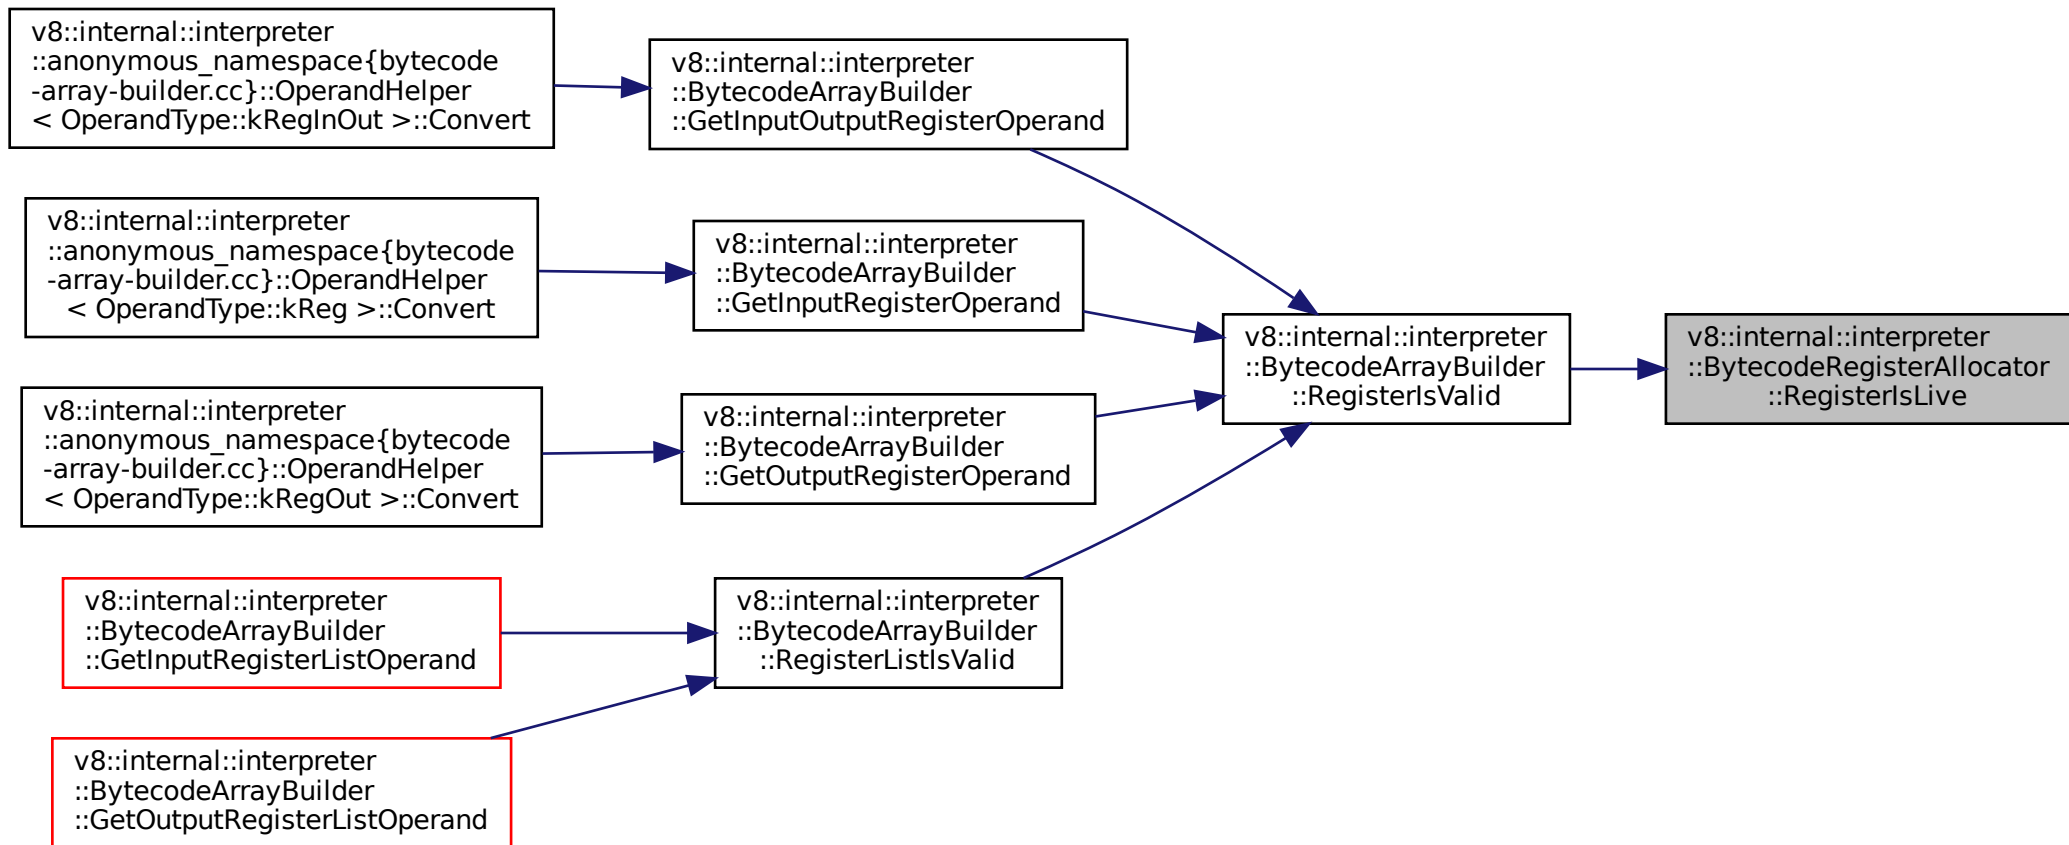 v8::internal::interpreter
::anonymous_namespace{bytecode
-array-builder.cc}::OperandHelper
< OperandType::kRegInOut >::Convert
v8::internal::interpreter
::BytecodeArrayBuilder
::GetInputOutputRegisterOperand
v8::internal::interpreter
::anonymous_namespace{bytecode
-array-builder.cc}::OperandHelper
< OperandType::kReg >::Convert
v8::internal::interpreter
::BytecodeArrayBuilder
::GetInputRegisterOperand
v8::internal::interpreter
::BytecodeArrayBuilder
::RegisterIsValid
v8::internal::interpreter
::BytecodeRegisterAllocator
::RegisterIsLive
v8::internal::interpreter
::anonymous_namespace{bytecode
-array-builder.cc}::OperandHelper
< OperandType::kRegOut >::Convert
v8::internal::interpreter
::BytecodeArrayBuilder
::GetOutputRegisterOperand
v8::internal::interpreter
::BytecodeArrayBuilder
::GetInputRegisterListOperand
v8::internal::interpreter
::BytecodeArrayBuilder
::RegisterListIsValid
v8::internal::interpreter
::BytecodeArrayBuilder
::GetOutputRegisterListOperand